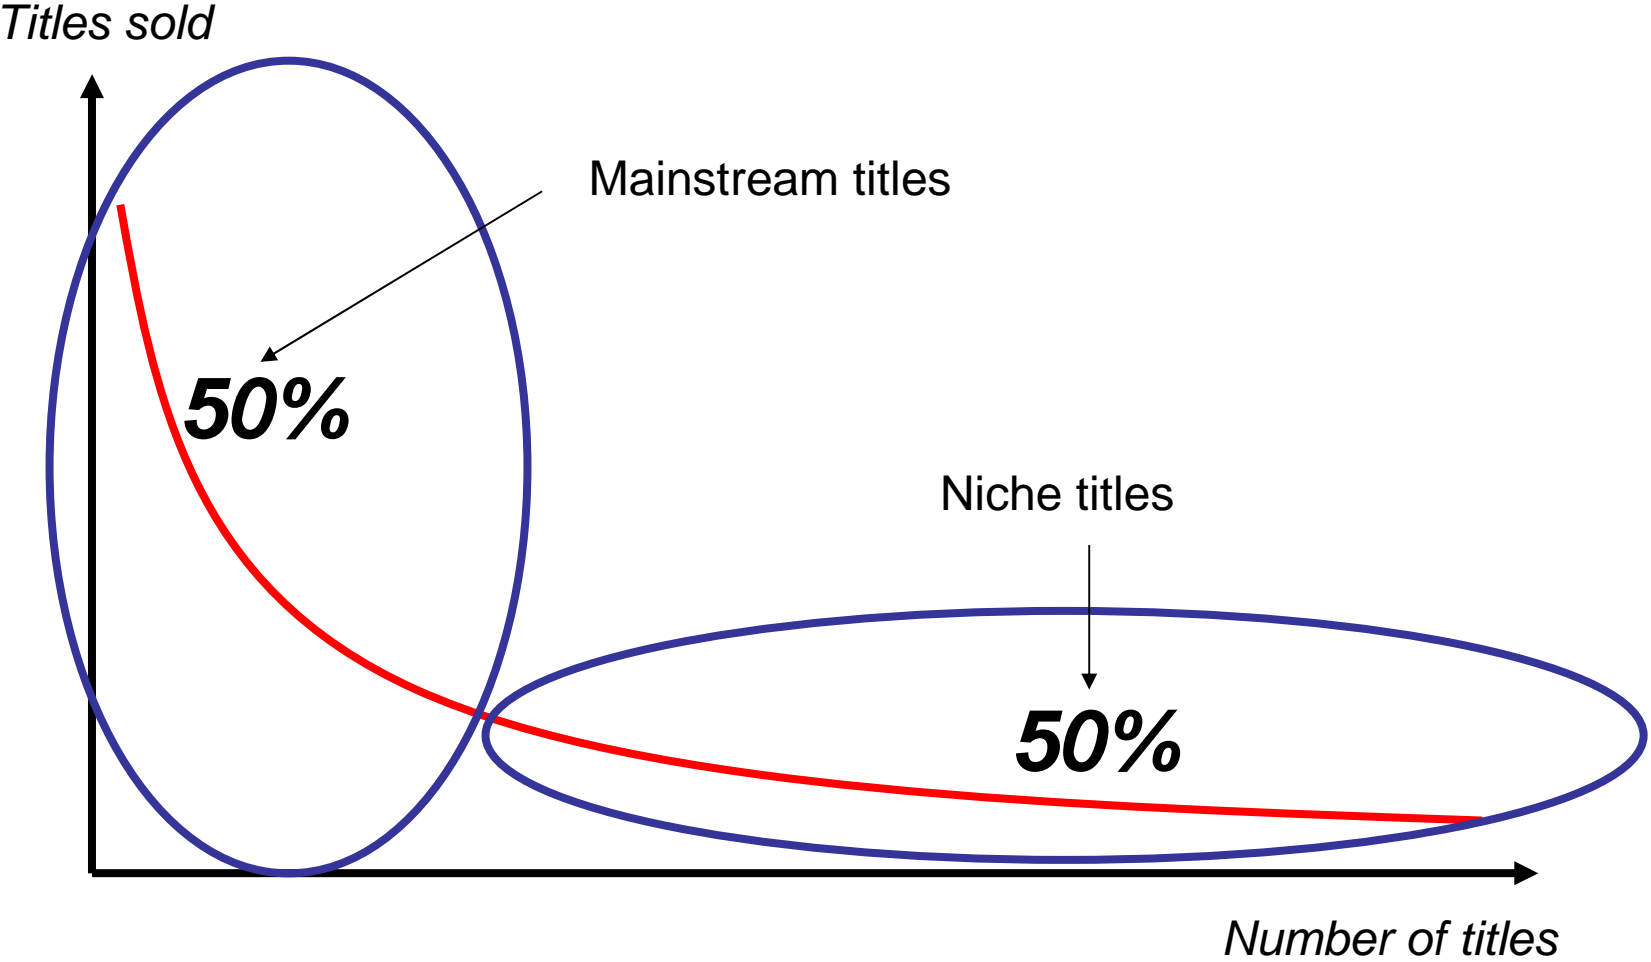 Titles sold
Mainstream titles
50%
Niche titles
50%
Number of titles